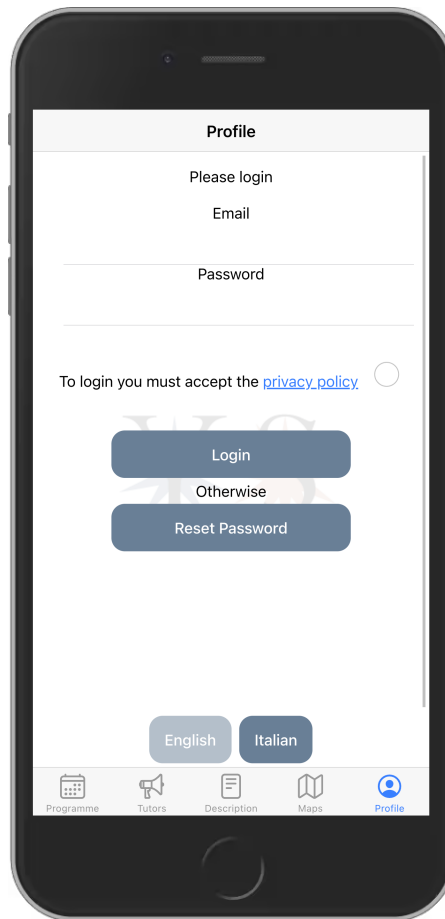 Profile
Please login
Email
Password
To login you must accept the privacy policy
Login
Otherwise
Reset Password
English Italian
Programme Tutors Description Maps Profile